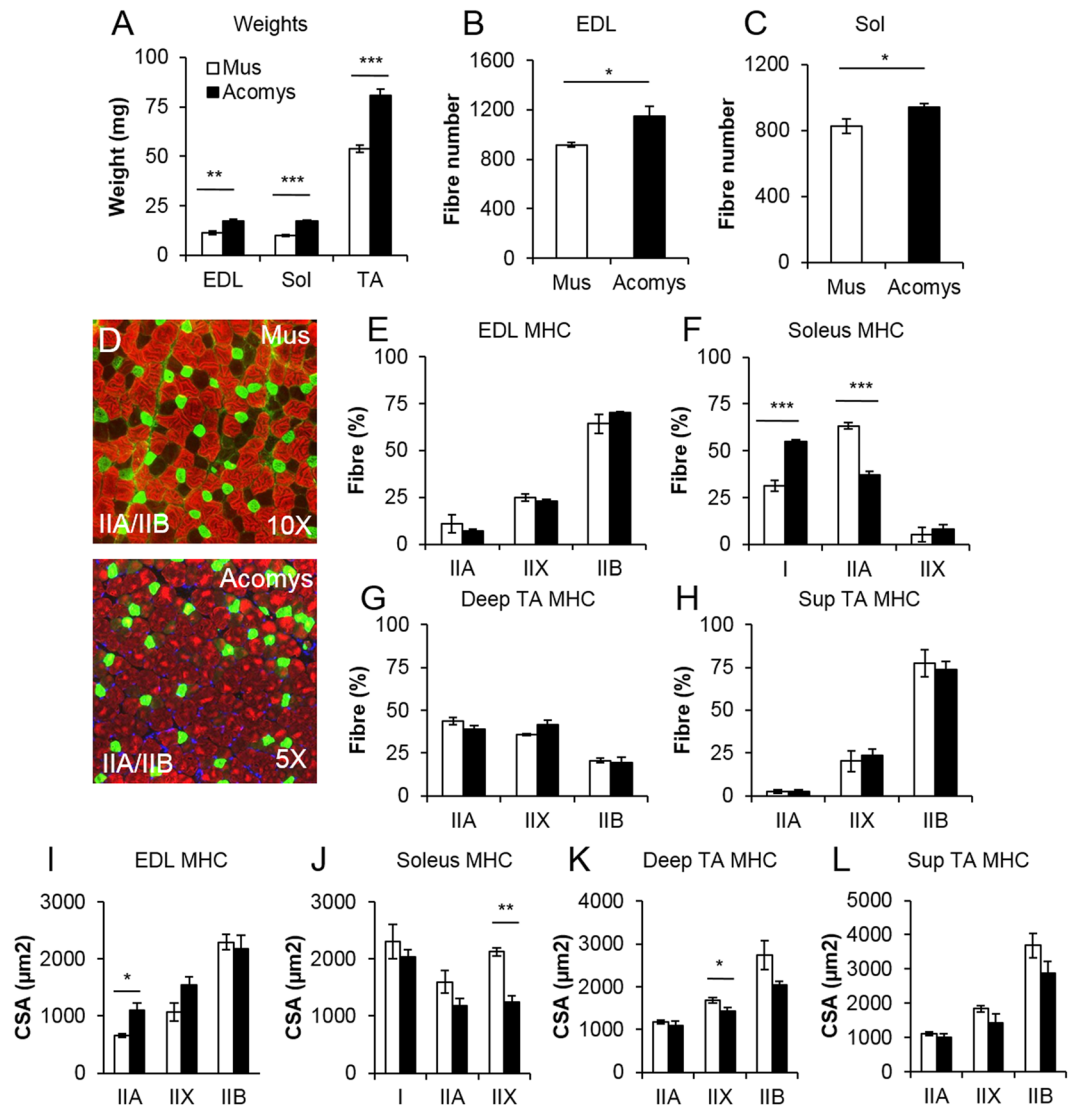 A Weights
Weight (mg)
100
75
50
25
0
Mus
Acomys
**
***
***
EDL Sol TA
B EDL
Fibre number
1600
1200
800
400
0
*
Mus Acomys
C Sol
Fibre number
1200
800
400
0
*
Mus Acomys
D Mus
IIA/IIB 10X
Acomys
IIA/IIB 5X
E EDL MHC
Fibre (%)
100
75
50
25
0
IIA IIX IIB
F Soleus MHC
Fibre (%)
100
75
50
25
0
***
***
I IIA IIX
G Deep TA MHC
Fibre (%)
100
75
50
25
0
IIA IIX IIB
H Sup TA MHC
Fibre (%)
100
75
50
25
0
IIA IIX IIB
I EDL MHC
CSA (µm2)
3000
2000
1000
0
*
IIA IIX IIB
J Soleus MHC
CSA (µm2)
3000
2000
1000
0
**
I IIA IIX
K Deep TA MHC
CSA (µm2)
4000
3000
2000
1000
0
*
IIA IIX IIB
L Sup TA MHC
CSA (µm2)
5000
4000
3000
2000
1000
0
IIA IIX IIB